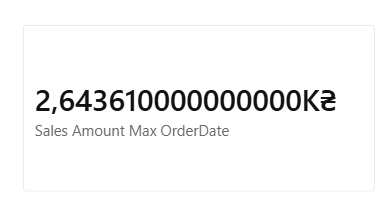 2,643610000000000K₴
Sales Amount Max OrderDate